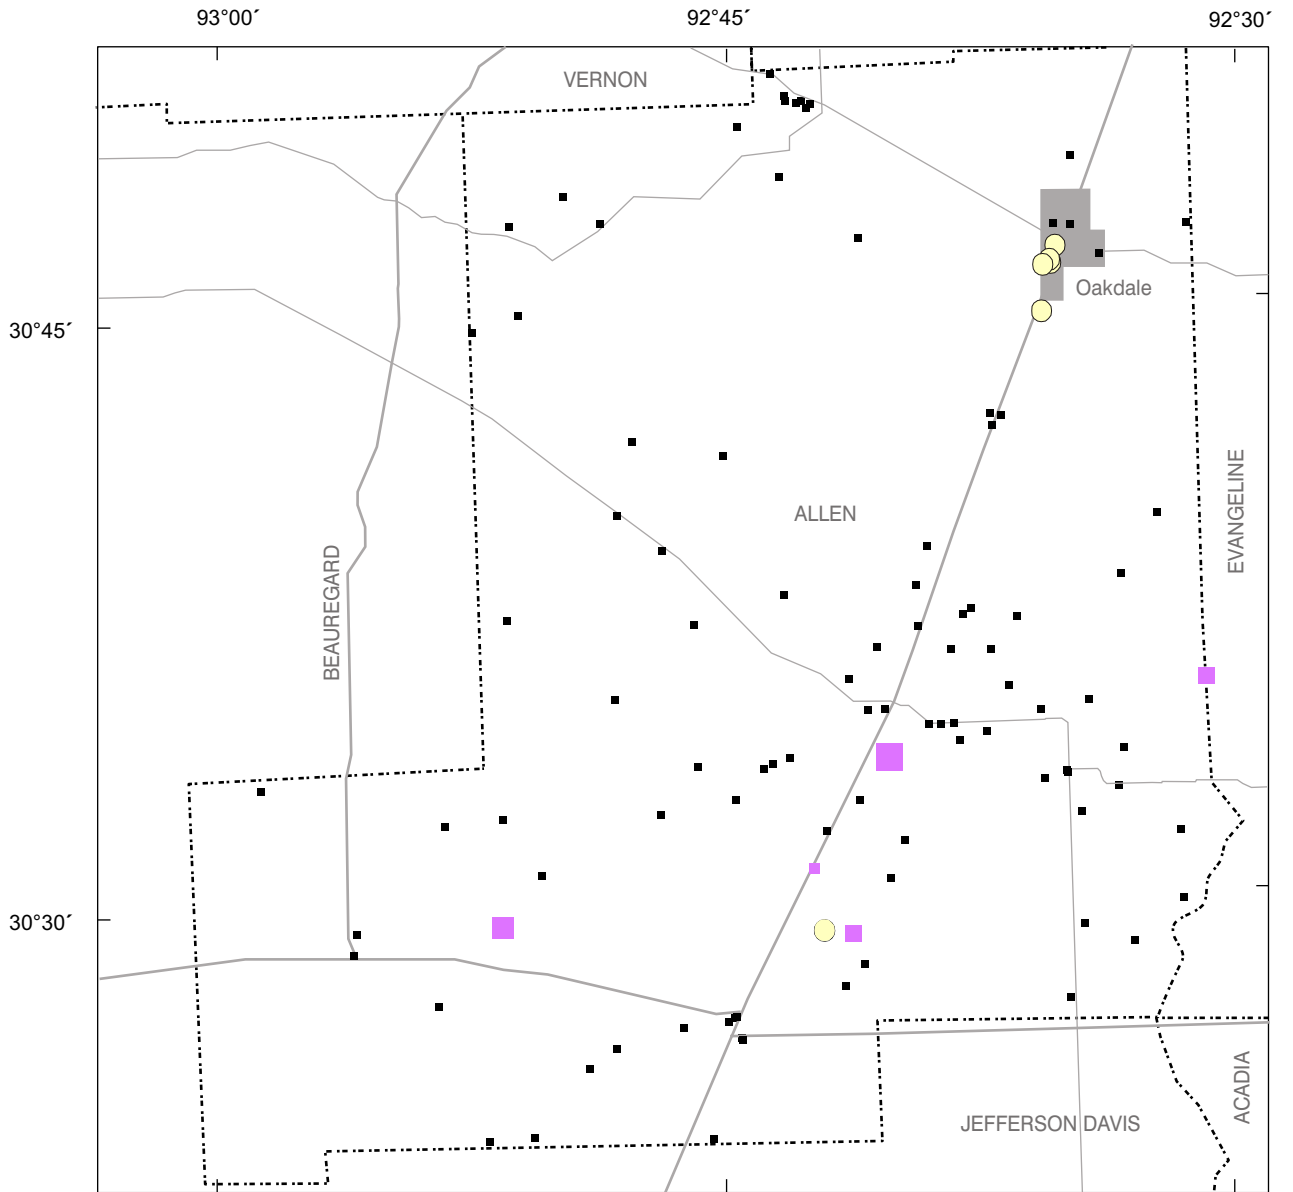 93°00´
92°45´
92°30´
VERNON
Oakdale
30°45´
EVANGELINE
ALLEN
BEAUREGARD
30°30´
ACADIA
JEFFERSON DAVIS